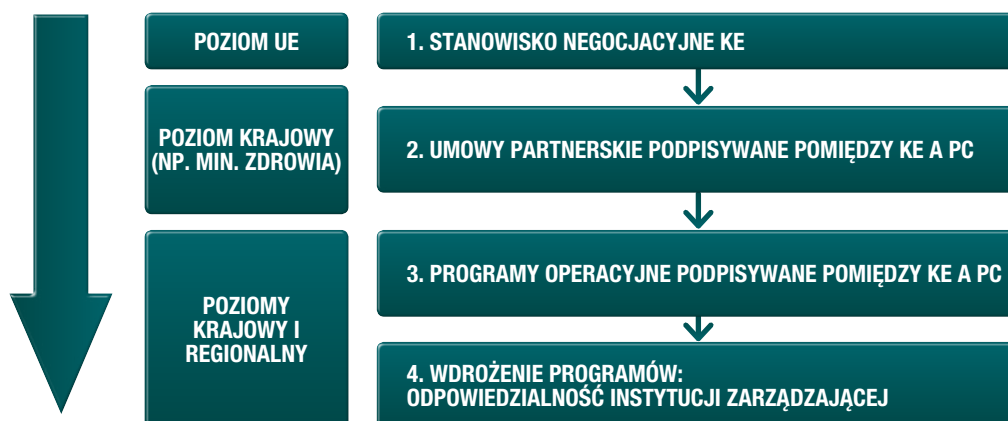 POZIOM UE
1. STANOWISKO NEGOCJACYJNE KE
POZIOM KRAJOWY
(NP. MIN. ZDROWIA)
2. UMOWY PARTNERSKIE PODPISYWANE POMIĘDZY KE A PC
POZIOMY
KRAJOWY I
REGIONALNY
3. PROGRAMY OPERACYJNE PODPISYWANE POMIĘDZY KE A PC
4. WDROŻENIE PROGRAMÓW:
ODPOWIEDZIALNOŚĆ INSTYTUCJI ZARZĄDZAJĄCEJ